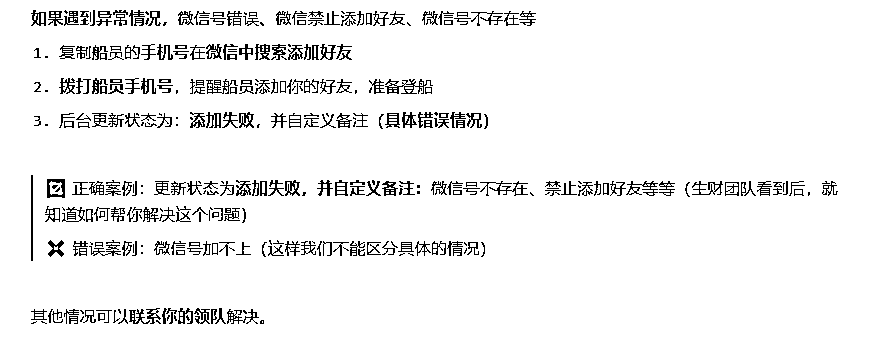 如果遇到异常情况，微信号错误、微信禁止添加好友、微信号不存在等
1. 复制船员的手机号在微信中搜索添加好友
2. 拨打船员手机号，提醒船员添加你的好友，准备登船
3. 后台更新状态为：添加失败，并自定义备注（具体错误情况）
正确案例：更新状态为添加失败，并自定义备注：微信号不存在、禁止添加好友等等（生财团队看到后，就
知道如何帮你解决这个问题）
错误案例：微信号加不上（这样我们不能区分具体的情况）
其他情况可以联系你的领队解决。